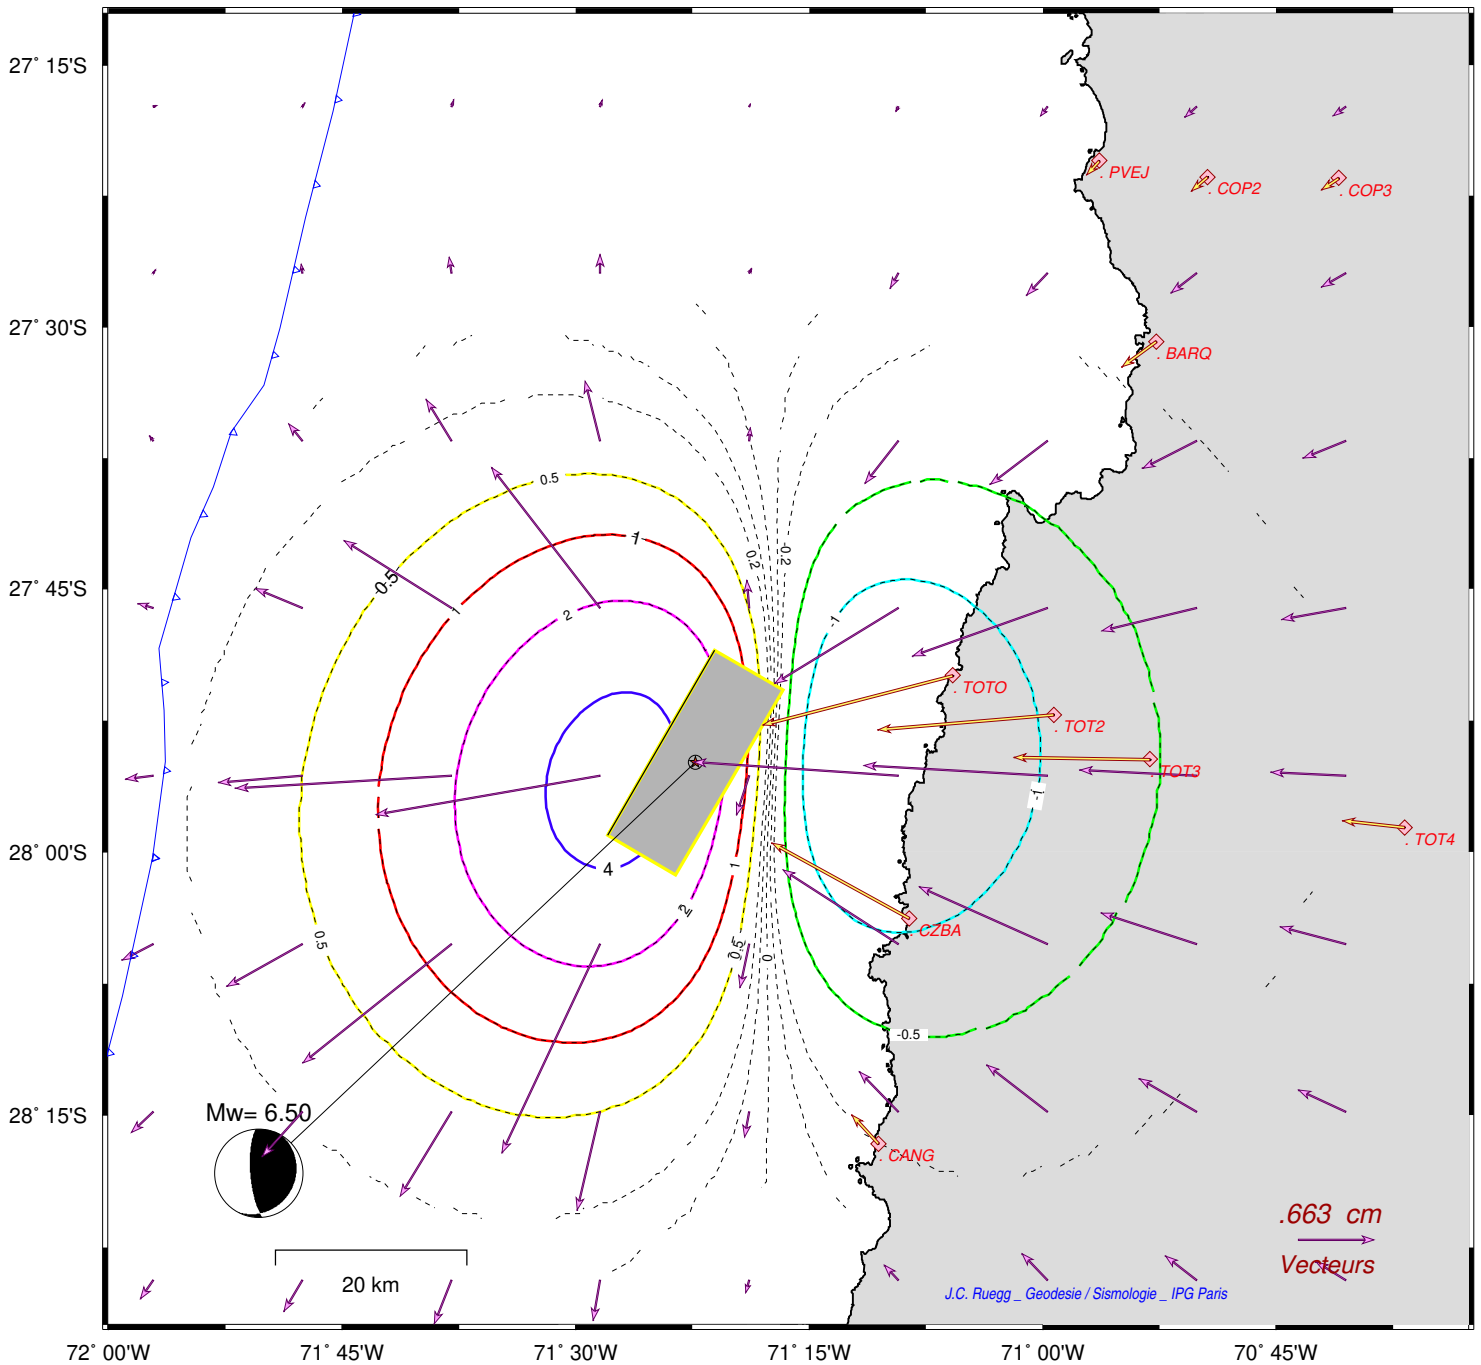 27° 15'S
. PVEJ
. COP2
. COP3
27° 30'S
. BARQ
0.5
1
0.2
-0.2
27° 45'S
-0.5
1
2
-1
. TOTO
. TOT2
. TOT3
-1
. TOT4
28° 00'S
4
1
2
. CZBA
0.5
0.5
0
-0.5
28° 15'S
Mw= 6.50
. CANG
.663 cm
Vecteurs
20 km
J.C. Ruegg _ Geodesie / Sismologie _ IPG Paris
72° 00'W
71° 45'W
71° 30'W
71° 15'W
71° 00'W
70° 45'W